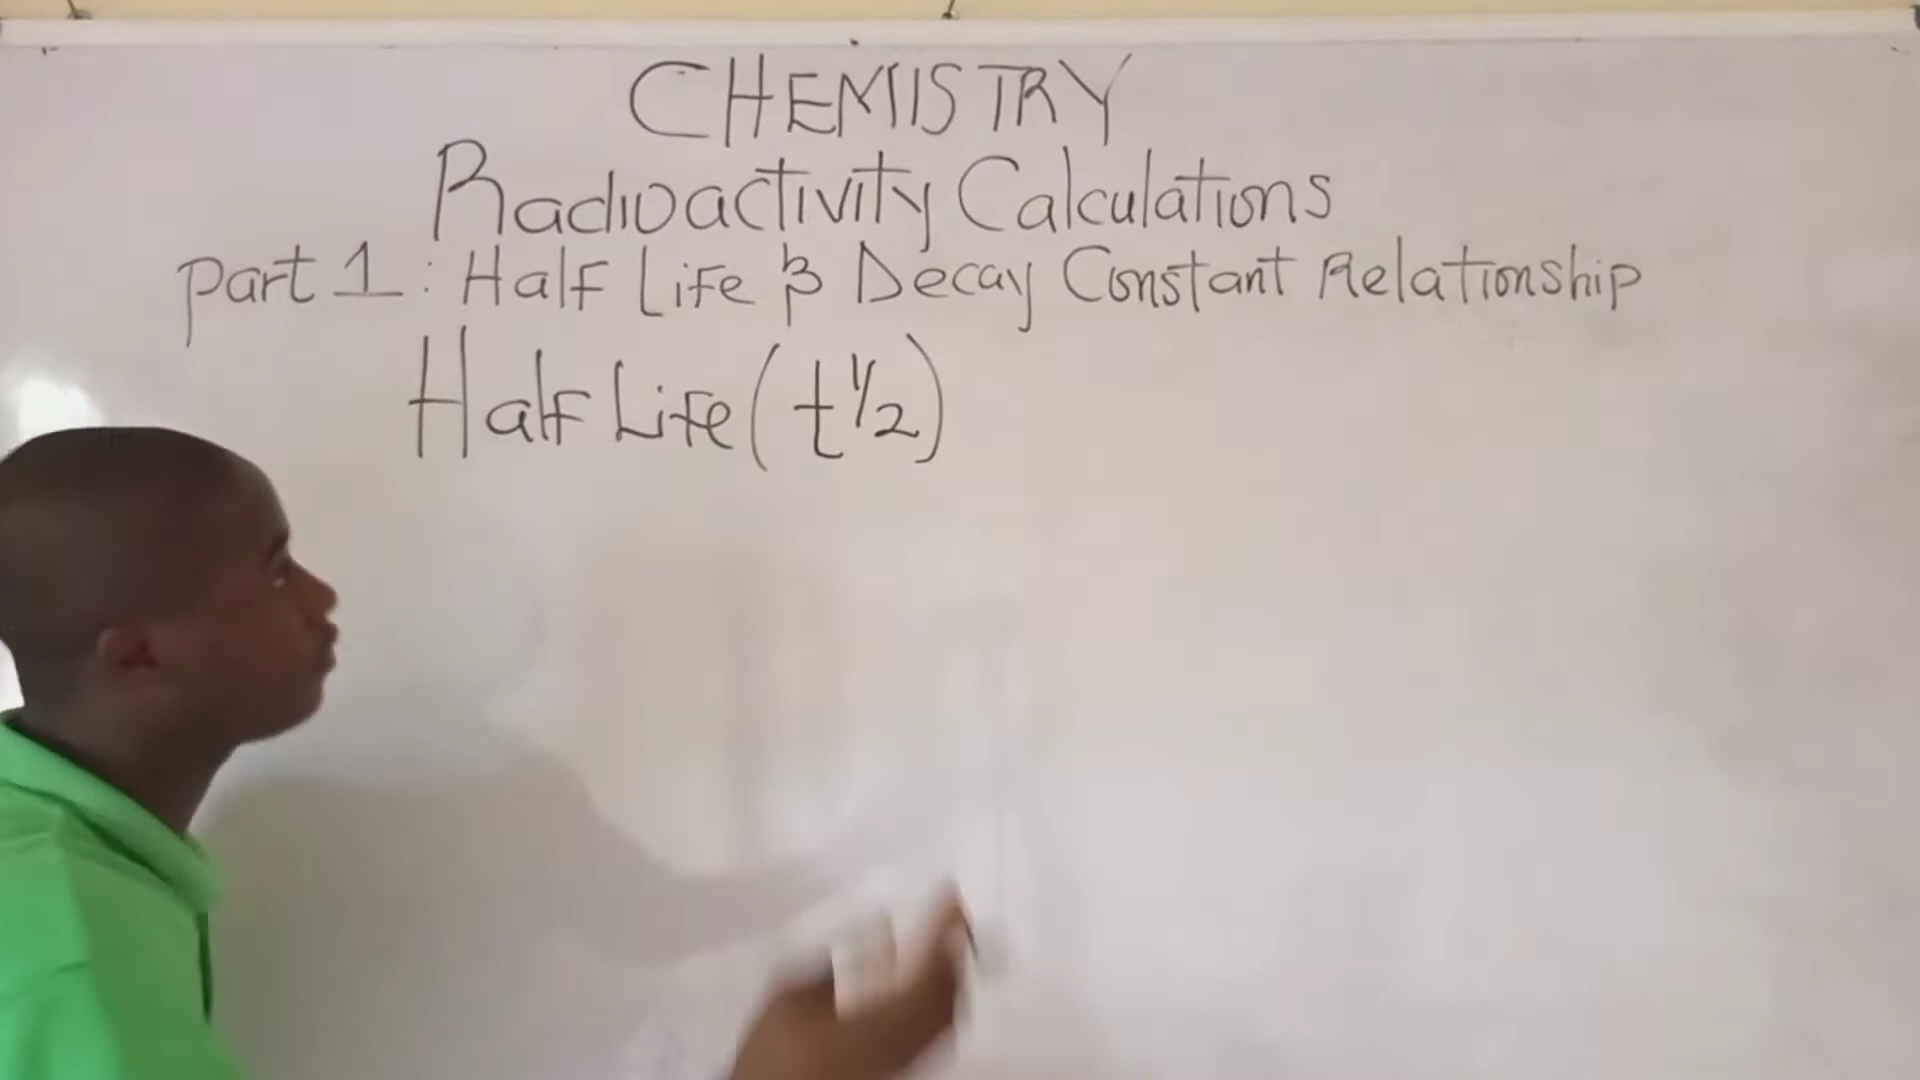 CHEMISTRY
Radioactivity Calculations
Part 1: Half Life & Decay Constant Relationship
Half Life (t½)